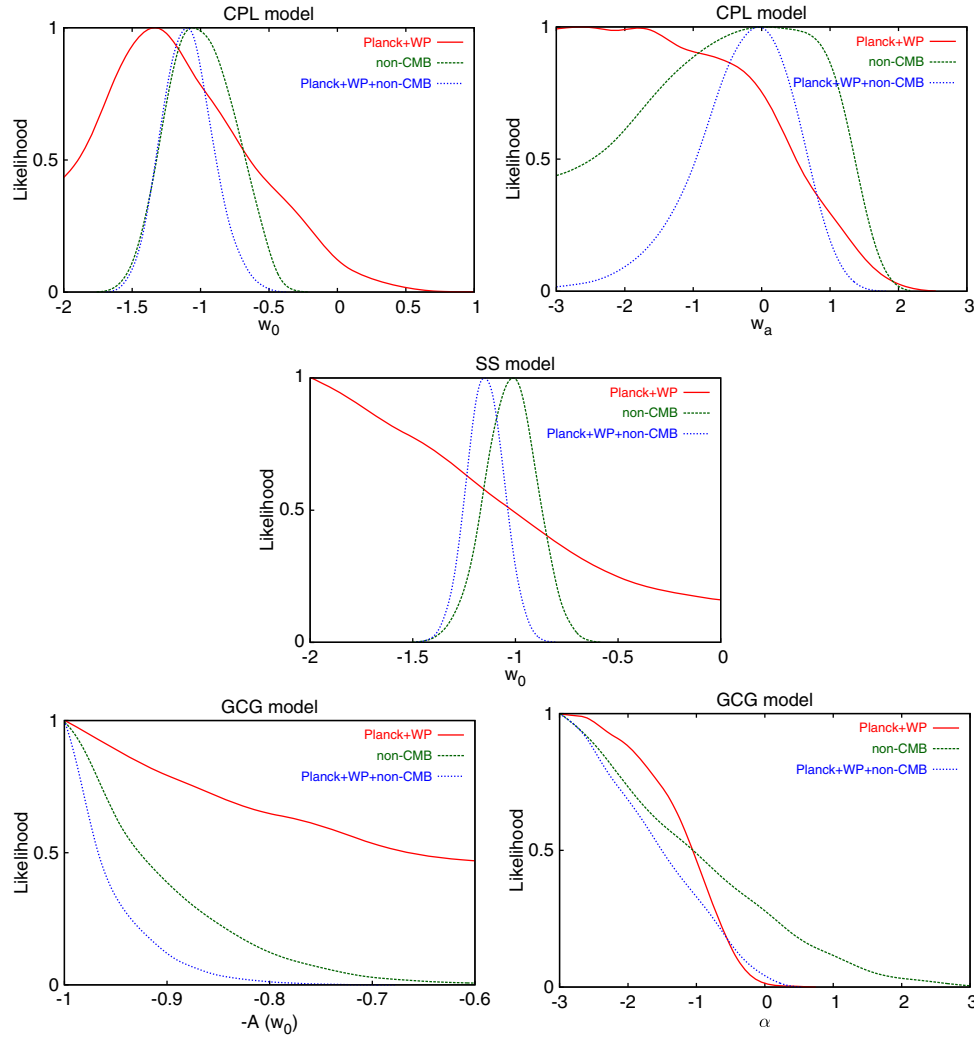 CPL model
Likelihood
1
0.5
0
Planck+WP
non-CMB
Planck+WP+non-CMB
-2 -1.5 -1 -0.5 0 0.5 1
w_0
CPL model
Likelihood
1
0.5
0
Planck+WP
non-CMB
Planck+WP+non-CMB
-3 -2 -1 0 1 2 3
w_a
SS model
Likelihood
1
0.5
0
Planck+WP
non-CMB
Planck+WP+non-CMB
-2 -1.5 -1 -0.5 0
w_0
GCG model
Likelihood
1
0.5
0
Planck+WP
non-CMB
Planck+WP+non-CMB
-1 -0.9 -0.8 -0.7 -0.6
-A (w_0)
GCG model
Likelihood
1
0.5
0
Planck+WP
non-CMB
Planck+WP+non-CMB
-3 -2 -1 0 1 2 3
α